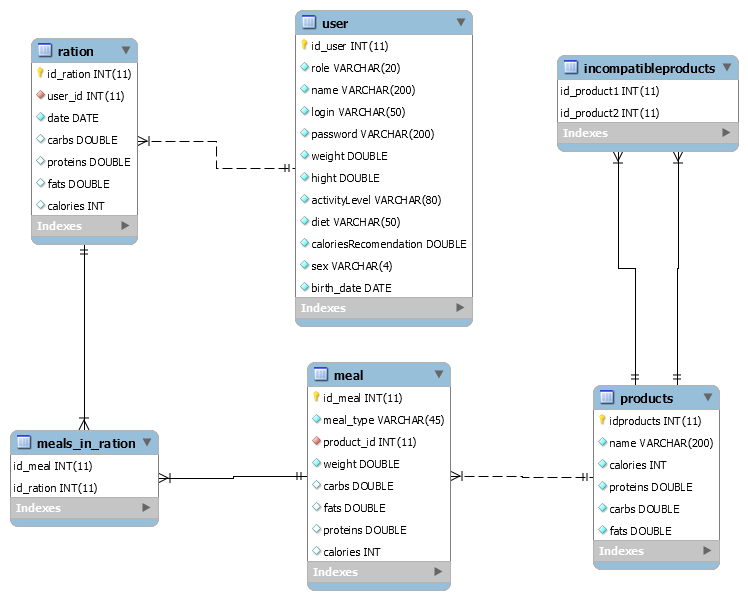 ration
id_ration INT(11)
user_id INT(11)
date DATE
carbs DOUBLE
proteins DOUBLE
fats DOUBLE
calories INT
Indexes
user
id_user INT(11)
role VARCHAR(20)
name VARCHAR(200)
login VARCHAR(50)
password VARCHAR(200)
weight DOUBLE
hight DOUBLE
activityLevel VARCHAR(80)
diet VARCHAR(50)
caloriesRecomendation DOUBLE
sex VARCHAR(4)
birth_date DATE
Indexes
incompatibleproducts
id_product1 INT(11)
id_product2 INT(11)
Indexes
meals_in_ration
id_meal INT(11)
id_ration INT(11)
Indexes
meal
id_meal INT(11)
meal_type VARCHAR(45)
product_id INT(11)
weight DOUBLE
carbs DOUBLE
fats DOUBLE
proteins DOUBLE
calories INT
Indexes
products
idproducts INT(11)
name VARCHAR(200)
calories INT
proteins DOUBLE
carbs DOUBLE
fats DOUBLE
Indexes